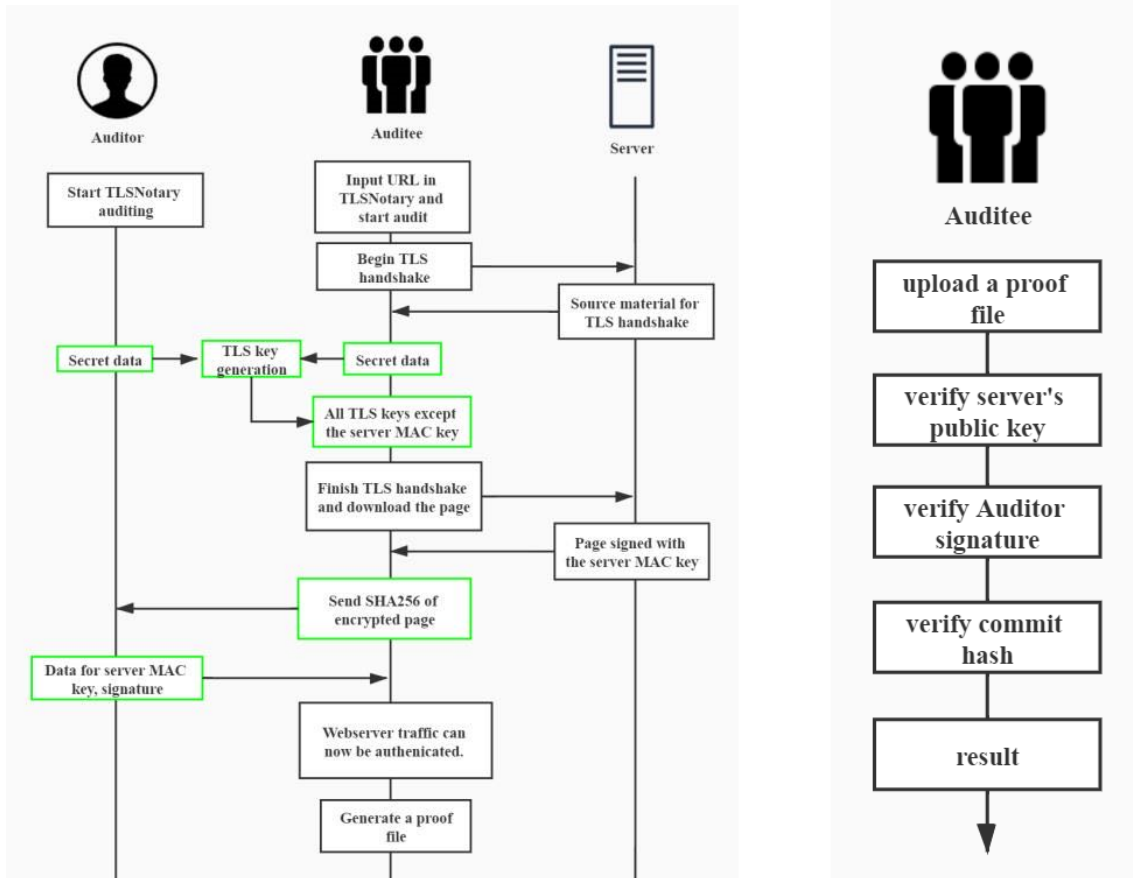 Auditor
Auditee
Server
Start TLSNotary
auditing
Input URL in
TLSNotary and
start audit
Begin TLS
handshake
Source material for
TLS handshake
Secret data
TLS key
generation
Secret data
All TLS keys except
the server MAC key
Finish TLS handshake
and download the page
Page signed with
the server MAC key
Send SHA256 of
encrypted page
Data for server MAC
key, signature
Webserver traffic can
now be authenicated.
Generate a proof
file
Auditee
upload a proof
file
verify server's
public key
verify Auditor
signature
verify commit
hash
result